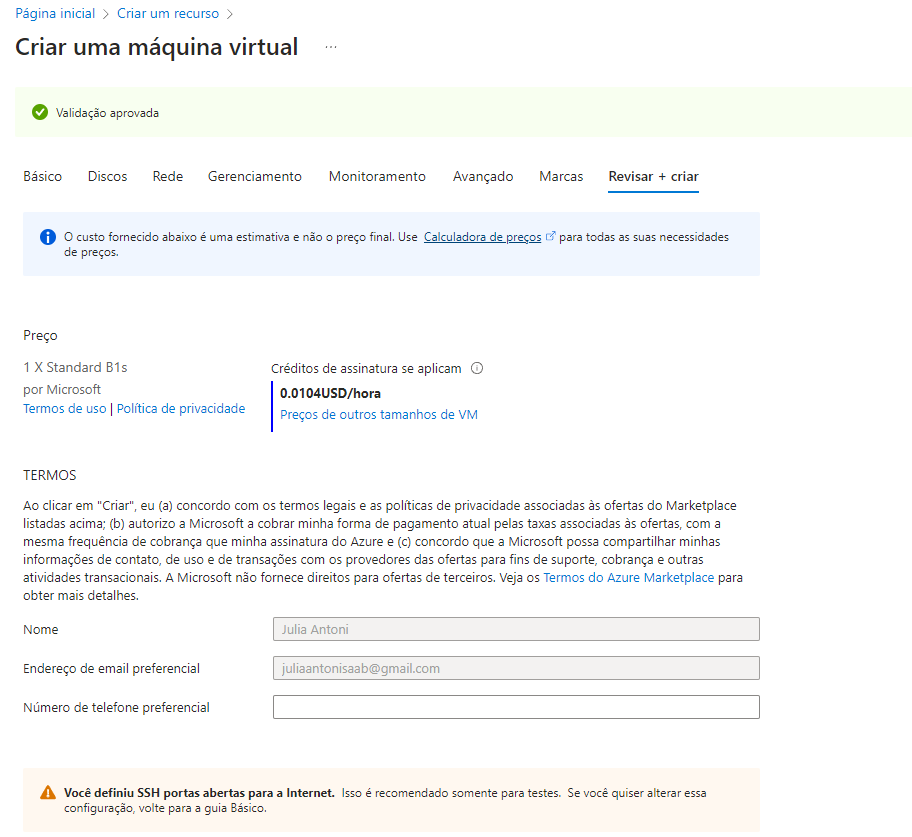 Página inicial > Criar um recurso >
Criar uma máquina virtual ...
Validação aprovada
Básico Discos Rede Gerenciamento Monitoramento Avançado Marcas Revisar + criar
O custo fornecido abaixo é uma estimativa e não o preço final. Use Calculadora de preços para todas as suas necessidades
de preços.
Preço
1 X Standard B1s
por Microsoft
Termos de uso | Política de privacidade
Créditos de assinatura se aplicam
0.0104USD/hora
Preços de outros tamanhos de VM
TERMOS
Ao clicar em "Criar", eu (a) concordo com os termos legais e as políticas de privacidade associadas às ofertas do Marketplace
listadas acima; (b) autorizo a Microsoft a cobrar minha forma de pagamento atual pelas taxas associadas às ofertas, com a
mesma frequência de cobrança que minha assinatura do Azure e (c) concordo que a Microsoft possa compartilhar minhas
informações de contato, de uso e de transações com os provedores das ofertas para fins de suporte, cobrança e outras
atividades transacionais. A Microsoft não fornece direitos para ofertas de terceiros. Veja os Termos do Azure Marketplace para
obter mais detalhes.
Nome
Julia Antoni
Endereço de email preferencial
juliaantonisaab@gmail.com
Número de telefone preferencial
Você definiu SSH portas abertas para a Internet. Isso é recomendado somente para testes. Se você quiser alterar essa
configuração, volte para a guia Básico.